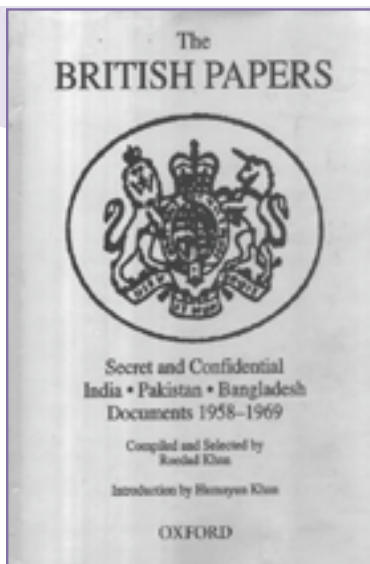 The
BRITISH PAPERS
Secret and Confidential
India • Pakistan • Bangladesh
Documents 1958–1969
Compiled and Selected by
Roedad Khan
Introduction by Humayun Khan
OXFORD